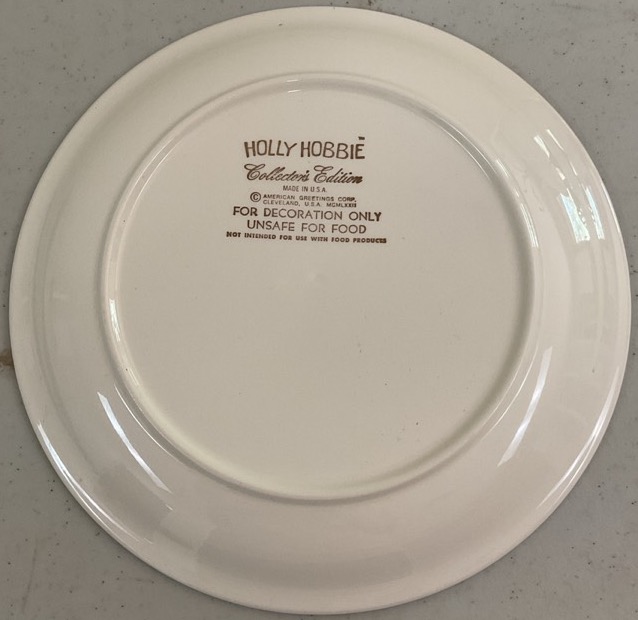 HOLLY HOBBIE™
Collector's Edition
MADE IN U.S.A.
© AMERICAN GREETINGS CORP.
CLEVELAND, U.S.A. MCMLXXII
FOR DECORATION ONLY
UNSAFE FOR FOOD
NOT INTENDED FOR USE WITH FOOD PRODUCTS